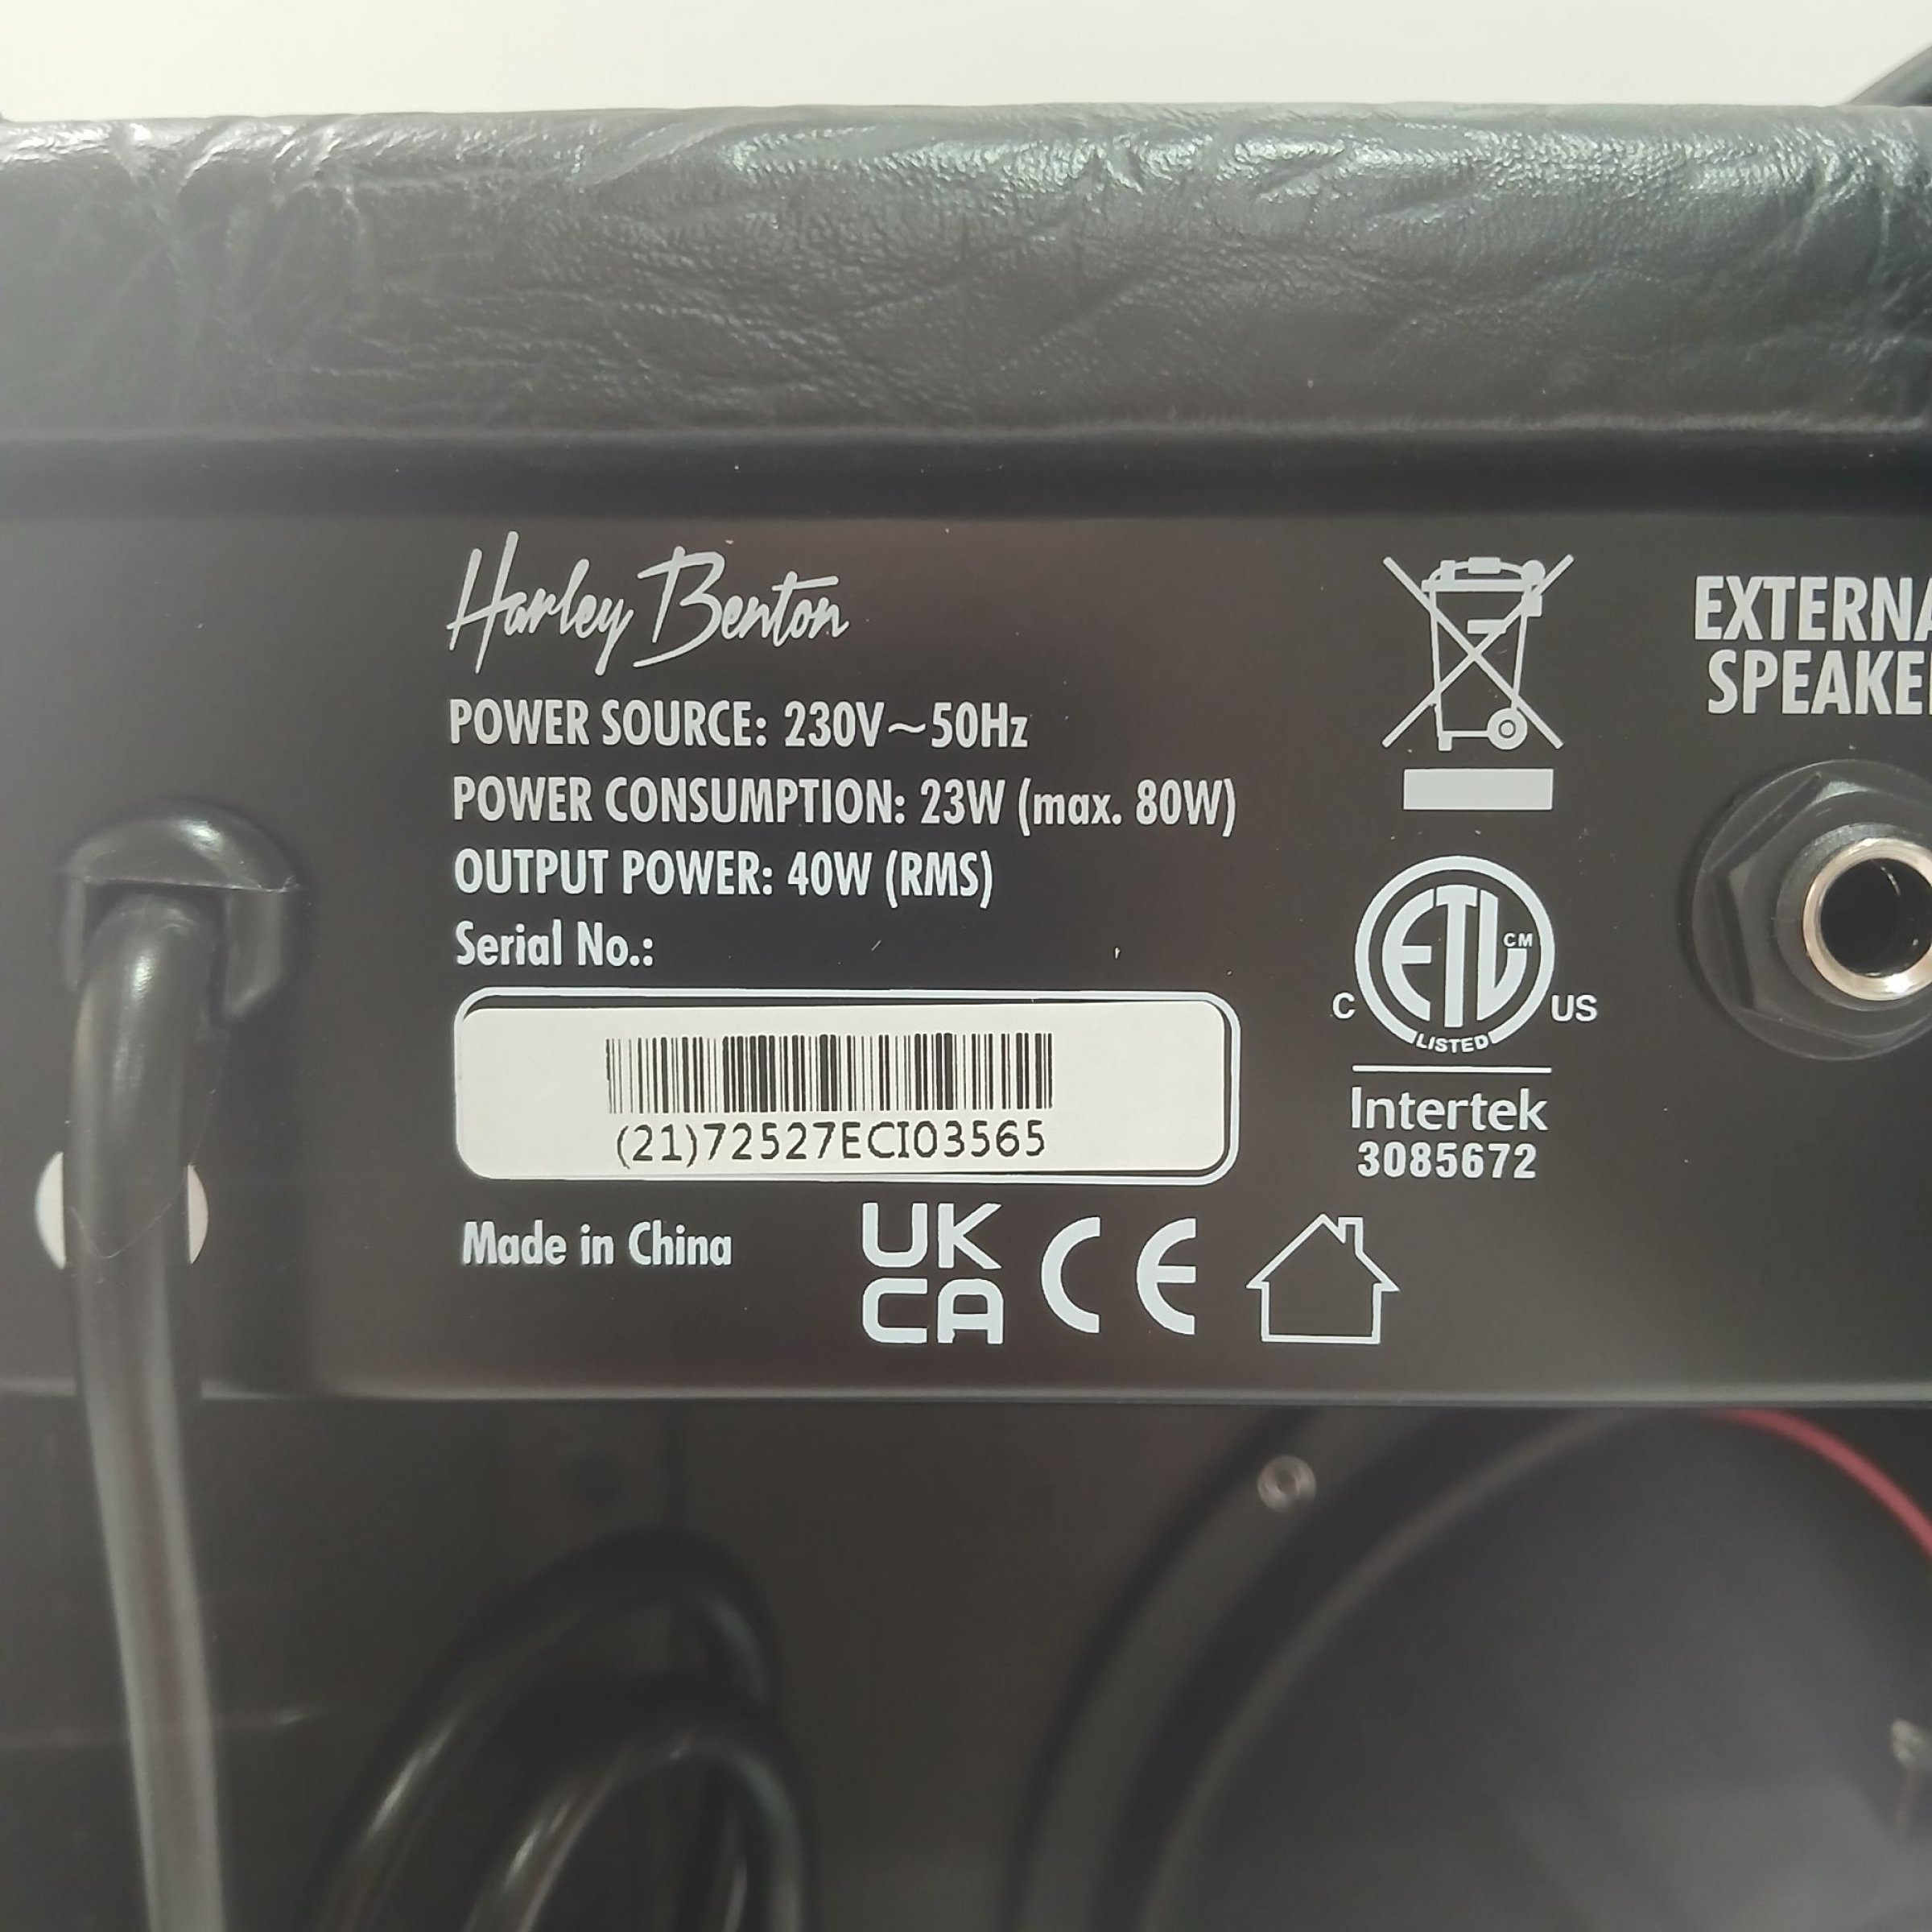 Harley Benton
POWER SOURCE: 230V~50Hz
POWER CONSUMPTION: 23W (max. 80W)
OUTPUT POWER: 40W (RMS)
Serial No.:
(21)72527ECI03565
Made in China
UK
CA
CE
ETL
CM
C
US
LISTED
Intertek
3085672
EXTERNA
SPEAKE